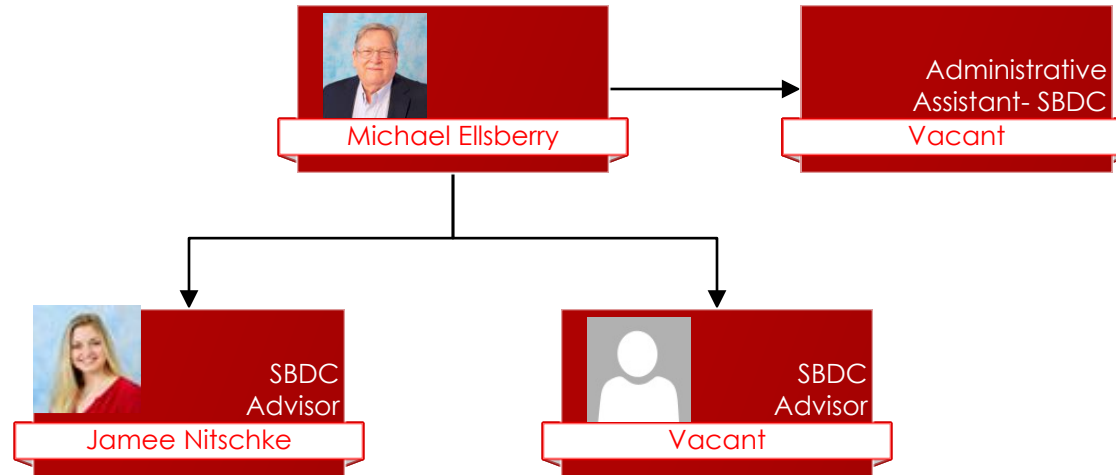 Michael Ellsberry
Administrative
Assistant- SBDC
Vacant
SBDC
Advisor
Jamee Nitschke
SBDC
Advisor
Vacant